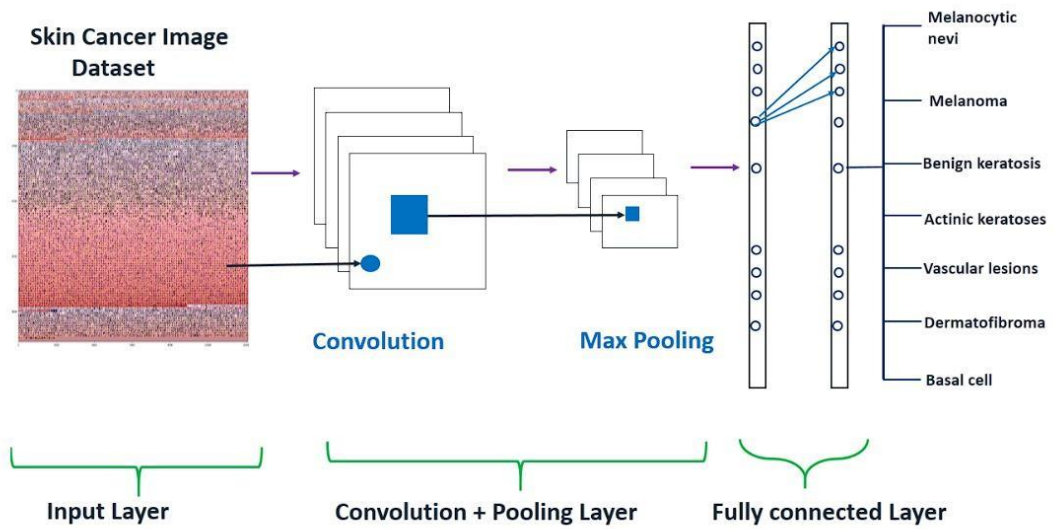 Skin Cancer Image
Dataset
Convolution
Max Pooling
Melanocytic
nevi
Melanoma
Benign keratosis
Actinic keratoses
Vascular lesions
Dermatofibroma
Basal cell
Input Layer
Convolution + Pooling Layer
Fully connected Layer